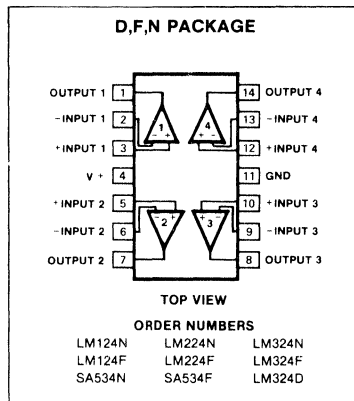 D,F,N PACKAGE
OUTPUT 1 1 14 OUTPUT 4
-INPUT 1 2 13 -INPUT 4
+INPUT 1 3 12 +INPUT 4
V + 4 11 GND
+INPUT 2 5 10 +INPUT 3
-INPUT 2 6 9 -INPUT 3
OUTPUT 2 7 8 OUTPUT 3
1 4
- + + -
- + + -
2 3
TOP VIEW
ORDER NUMBERS
LM124N LM224N LM324N
LM124F LM224F LM324F
SA534N SA534F LM324D